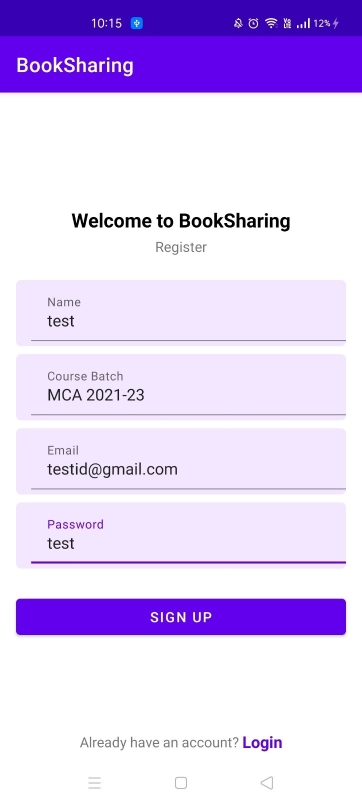 10:15 12%
BookSharing
Welcome to BookSharing
Register
Name
test
Course Batch
MCA 2021-23
Email
testid@gmail.com
Password
test
SIGN UP
Already have an account? Login